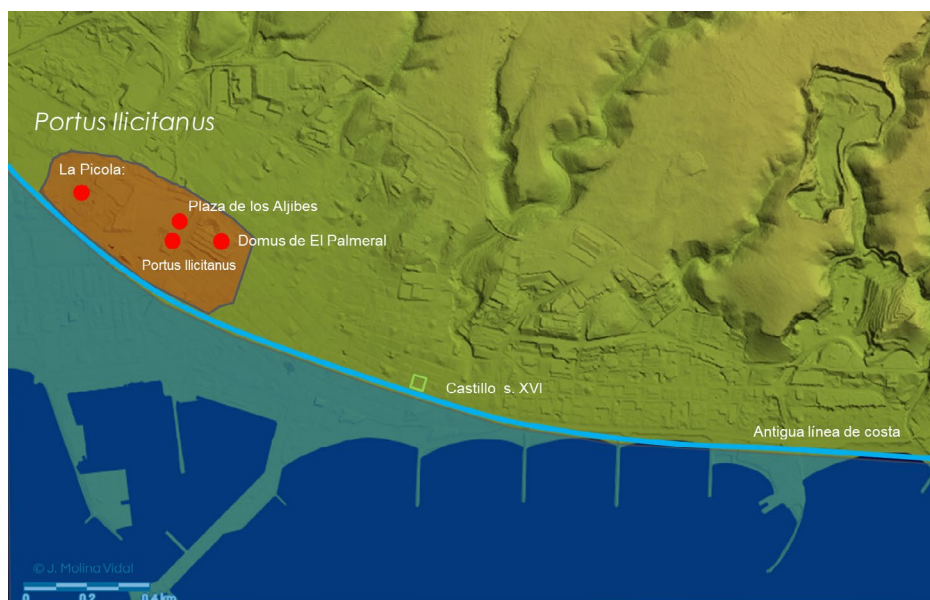 Portus Ilicitanus
La Picola:
Plaza de los Aljibes
Domus de El Palmeral
Portus Ilicitanus
Castillo s. XVI
Antigua línea de costa
© J. Molina Vidal
0 0.2 0.4 km